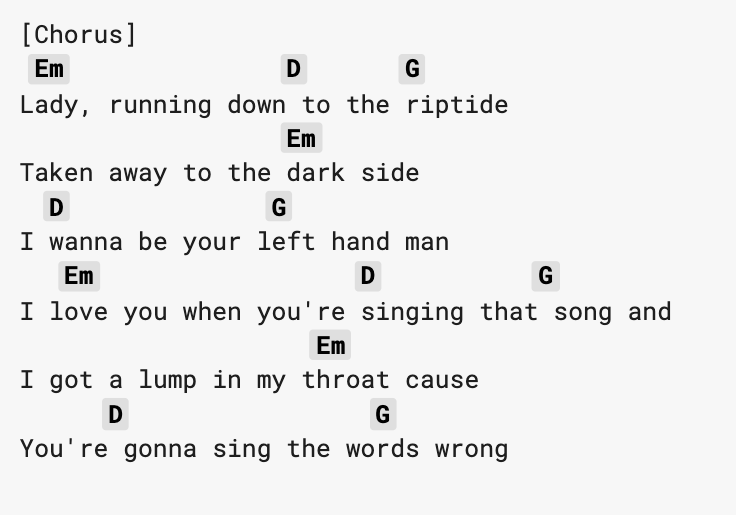 [Chorus]
Em D G
Lady, running down to the riptide
Em
Taken away to the dark side
D G
I wanna be your left hand man
Em D G
I love you when you're singing that song and
Em
I got a lump in my throat cause
D G
You're gonna sing the words wrong